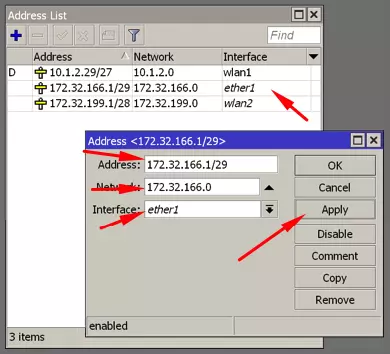 Address List
Find
Address Network Interface
D 10.1.2.29/27 10.1.2.0 wlan1
172.32.166.1/29 172.32.166.0 ether1
172.32.199.1/28 172.32.199.0 wlan2
Address <172.32.166.1/29>
Address: 172.32.166.1/29 OK
Network: 172.32.166.0 Cancel
Interface: ether1 Apply
Disable
Comment
Copy
Remove
enabled
3 items